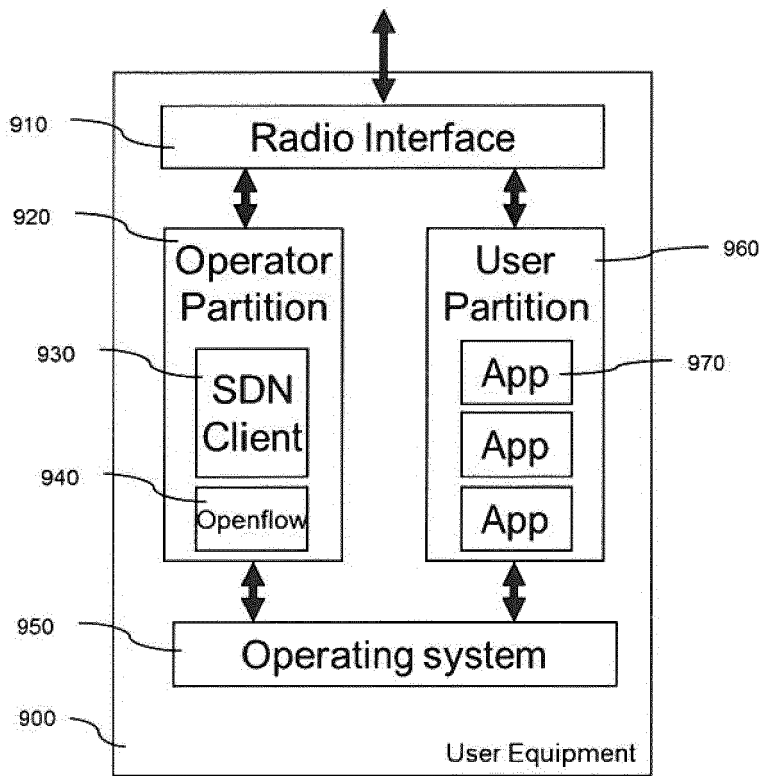 910
Radio Interface
920
Operator
Partition
User
Partition
960
930
SDN
Client
App
970
App
940
Openflow
App
950
Operating system
900
User Equipment